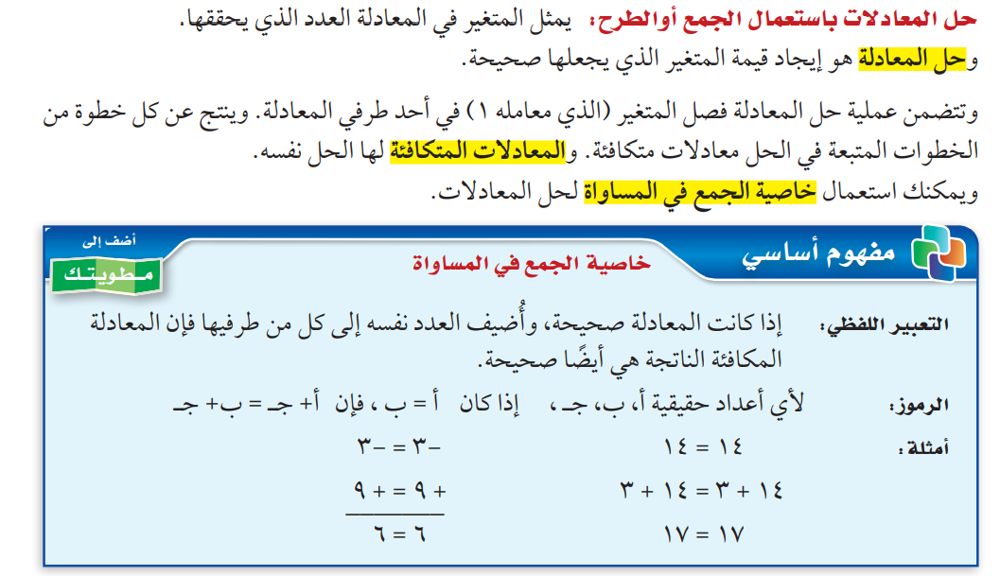 حل المعادلات باستعمال الجمع أوالطرح: يمثل المتغير في المعادلة العدد الذي يحققها.
وحل المعادلة هو إيجاد قيمة المتغير الذي يجعلها صحيحة.
وتتضمن عملية حل المعادلة فصل المتغير (الذي معامله ١) في أحد طرفي المعادلة. وينتج عن كل خطوة من
الخطوات المتبعة في الحل معادلات متكافئة. والمعادلات المتكافئة لها الحل نفسه.
ويمكنك استعمال خاصية الجمع في المساواة لحل المعادلات.
مفهوم أساسي
خاصية الجمع في المساواة
أضف إلى
مـطويتـك
التعبير اللفظي: إذا كانت المعادلة صحيحة، وأُضيف العدد نفسه إلى كل من طرفيها فإن المعادلة
المكافئة الناتجة هي أيضًا صحيحة.
الرموز: لأي أعداد حقيقية أ، ب، جـ ، إذا كان أ = ب ، فإن أ+ جـ = ب+ جـ
أمثلة: ١٤ = ١٤ –٣ = –٣
١٤ + ٣ = ١٤ + ٣ + ٩ = + ٩
١٧ = ١٧ ٦ = ٦